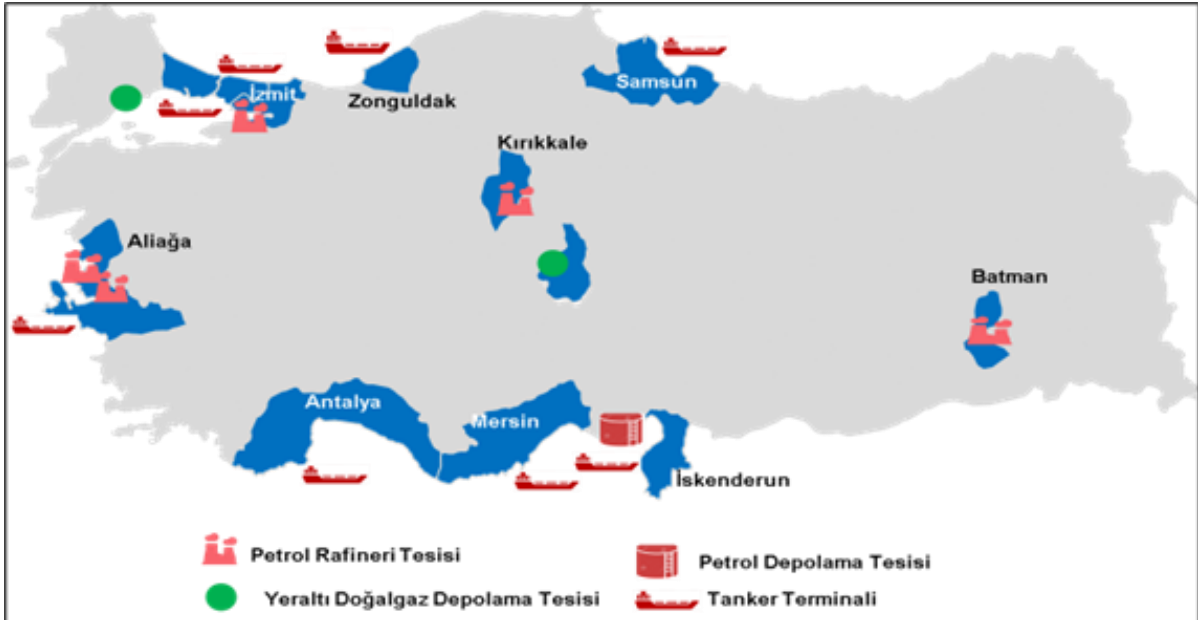 İzmit
Zonguldak
Samsun
Kırıkkale
Aliağa
Batman
Antalya
Mersin
İskenderun
Petrol Rafineri Tesisi
Petrol Depolama Tesisi
Yeraltı Doğalgaz Depolama Tesisi
Tanker Terminali